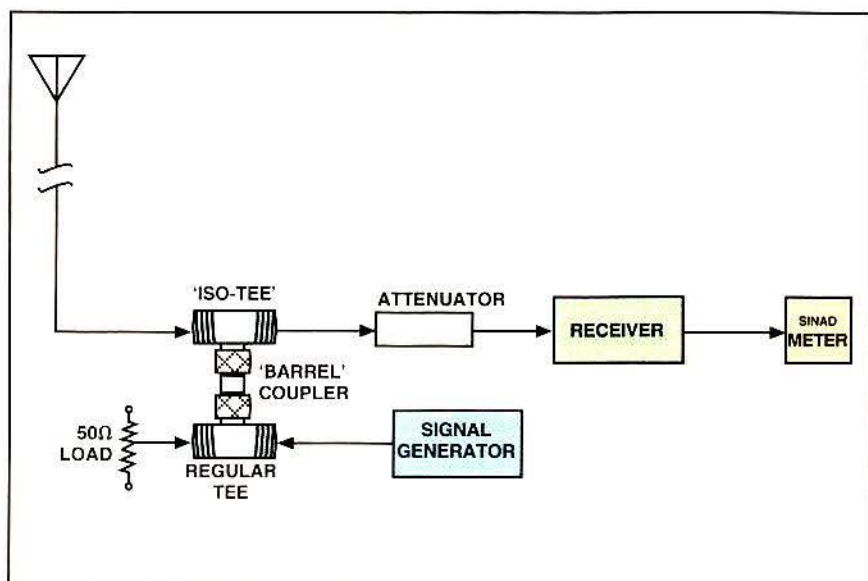 'ISO-TEE'
ATTENUATOR
RECEIVER
SINAD
METER
'BARREL'
COUPLER
50Ω
LOAD
REGULAR
TEE
SIGNAL
GENERATOR